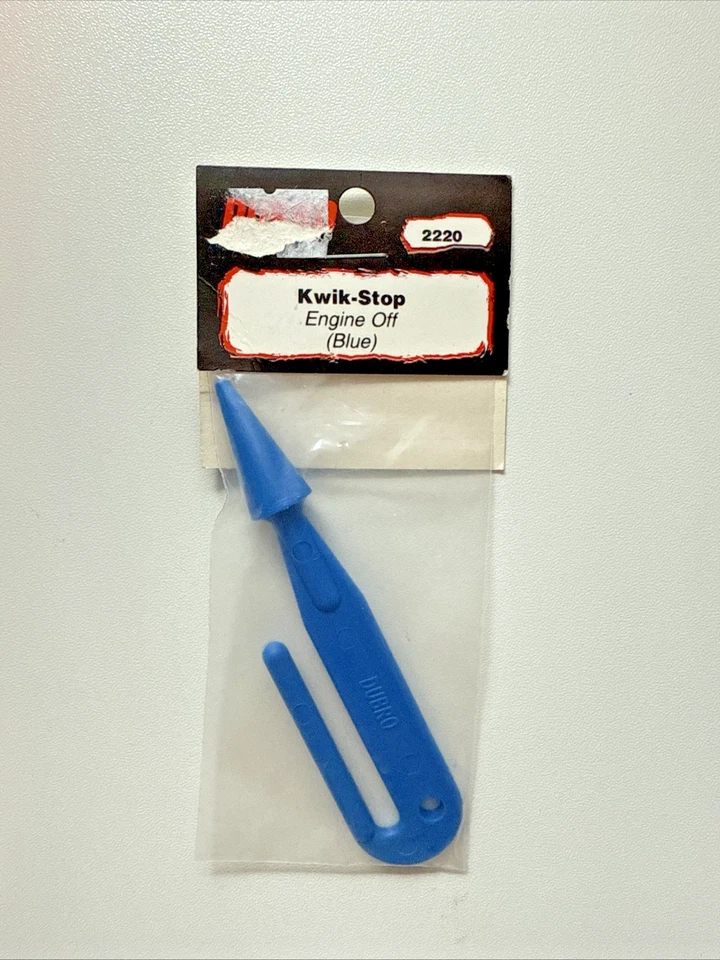 2220
Kwik-Stop
Engine Off
(Blue)
DUBRO